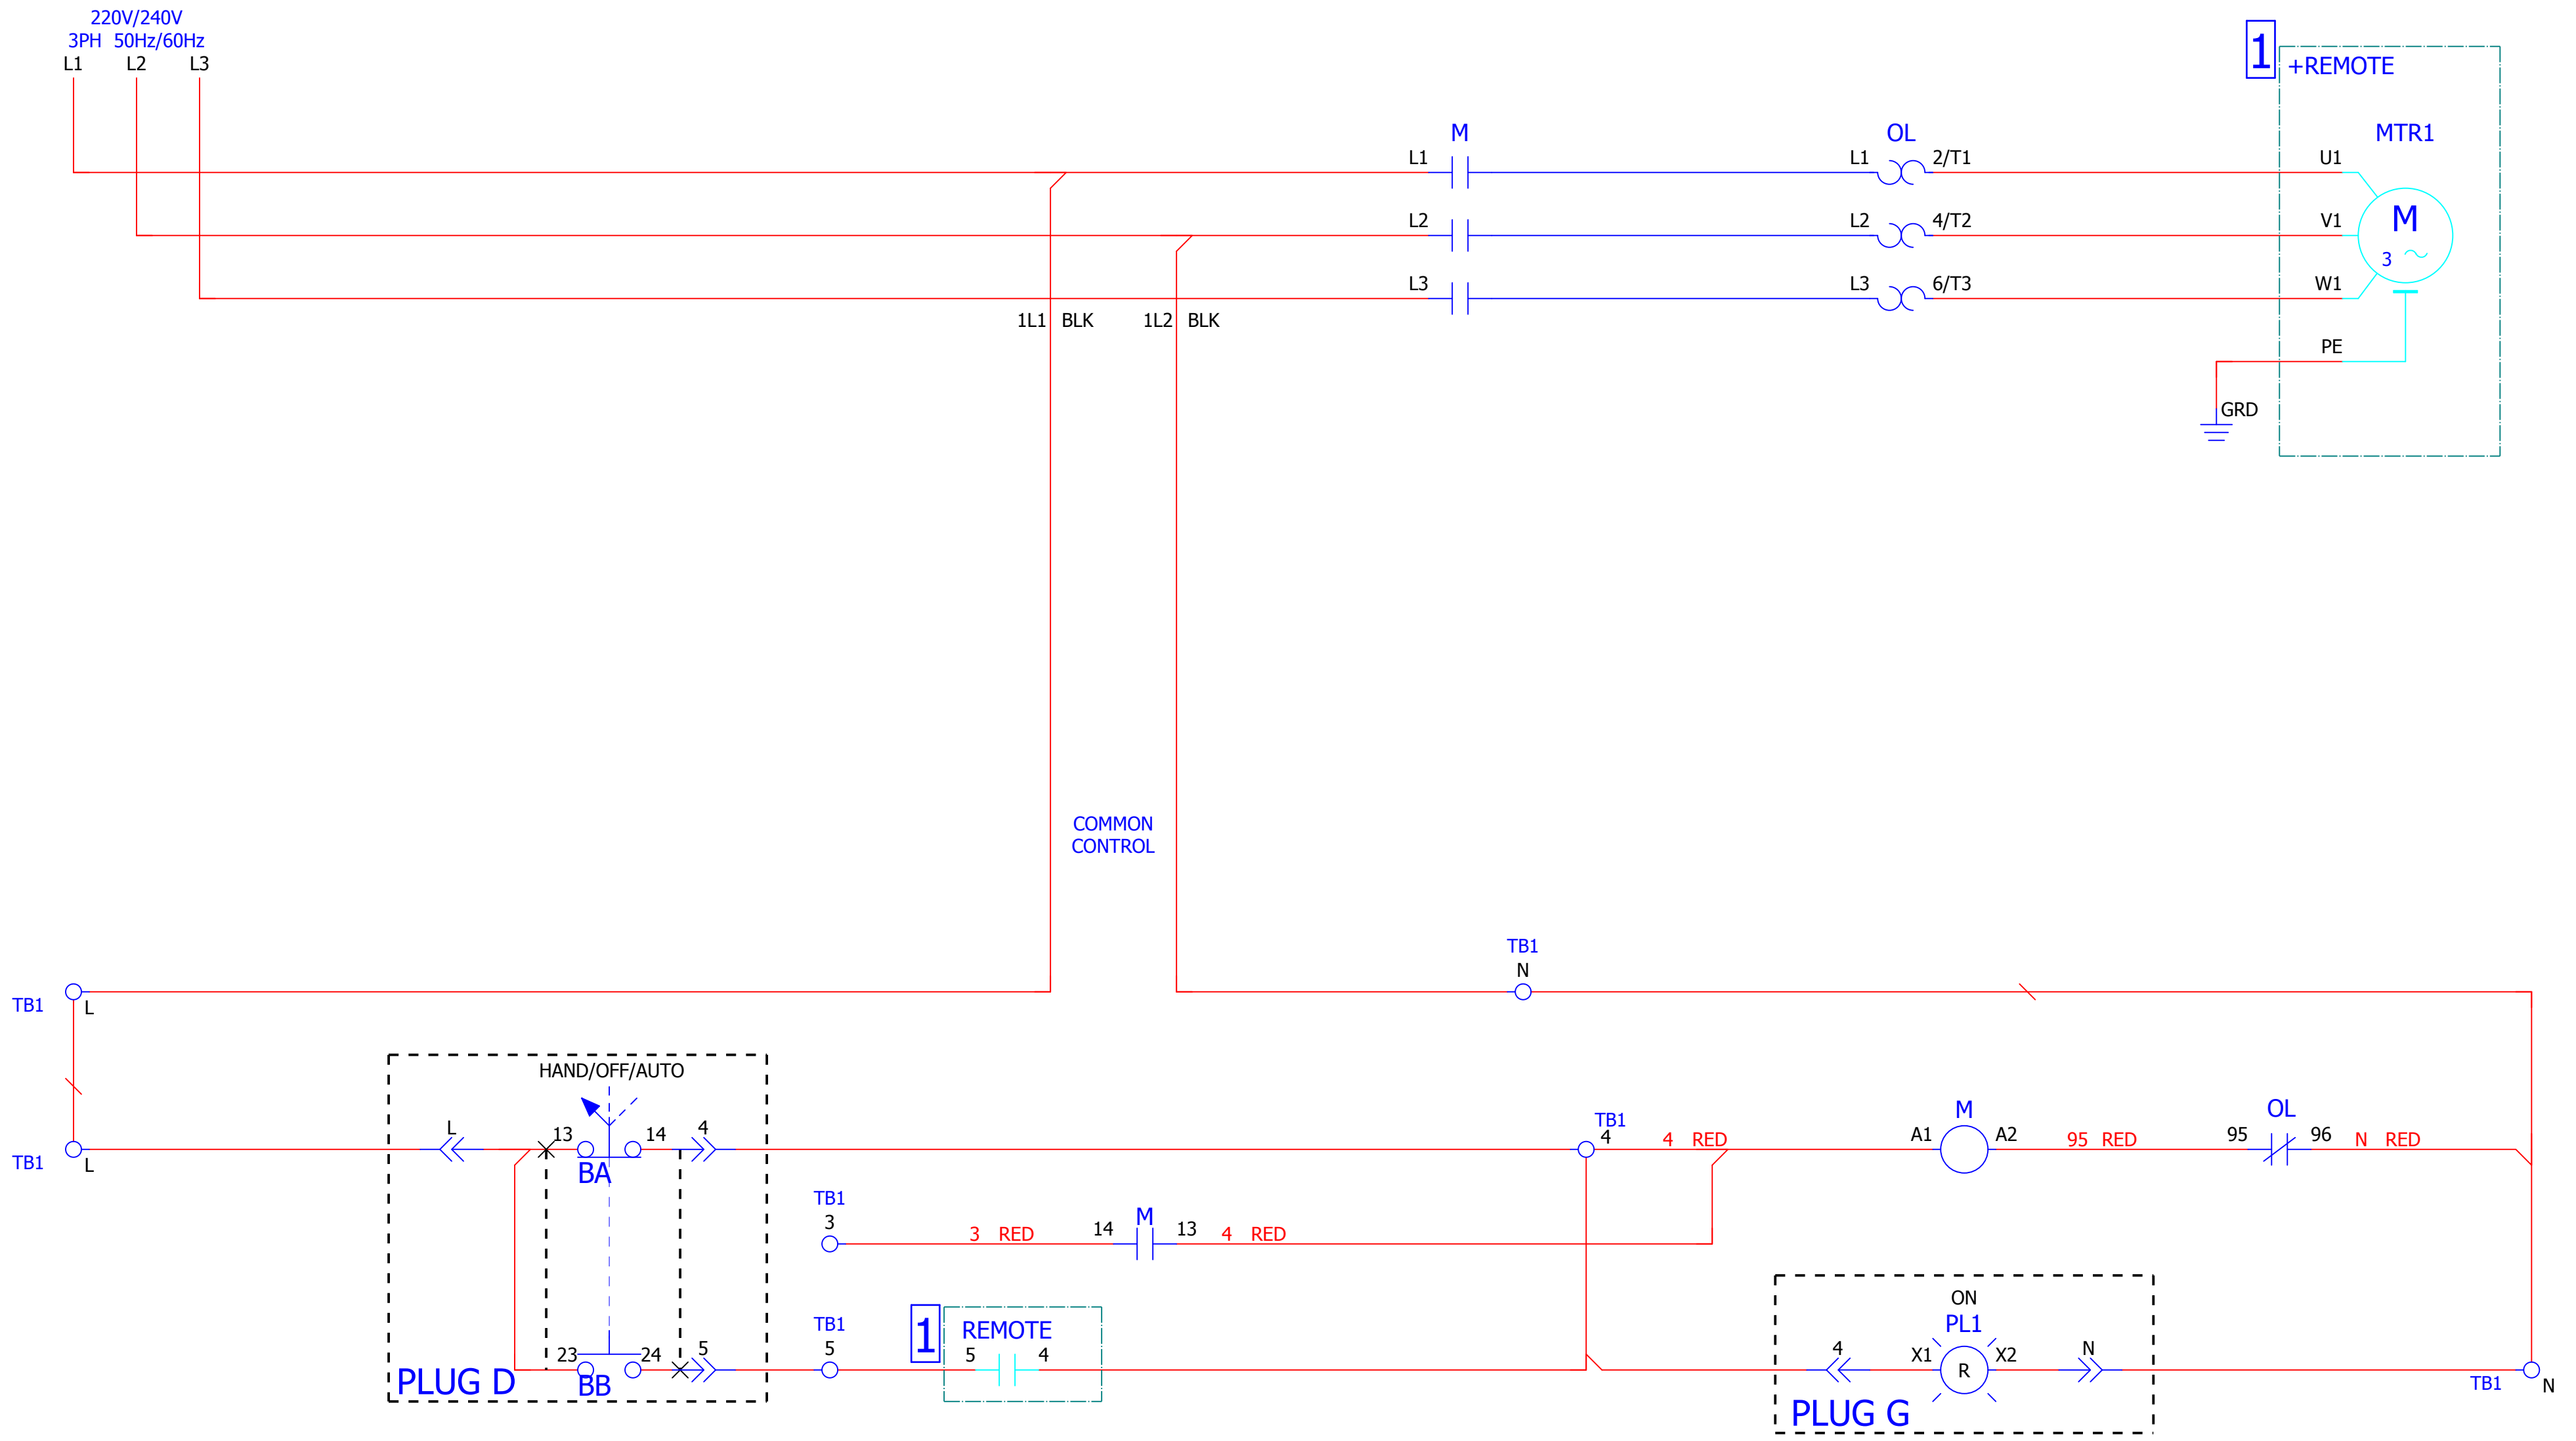 220V/240V
3PH 50Hz/60Hz
L1 L2 L3
1
+REMOTE
M OL MTR1
L1 L1 2/T1 U1
L2 L2 4/T2 V1
M
3
L3 L3 6/T3 W1
1L1 BLK 1L2 BLK
PE
GRD
COMMON
CONTROL
TB1
N
TB1 L
HAND/OFF/AUTO
TB1 L
L 13 14 4
BA
TB1
4
4 RED
M
A1 A2
95 RED
OL
95 96
N RED
TB1
3
3 RED
14 M 13
4 RED
TB1
5
23 24 5
BB
PLUG D
1
REMOTE
5 4
ON
PL1
4 X1 R X2 N
PLUG G
TB1 N